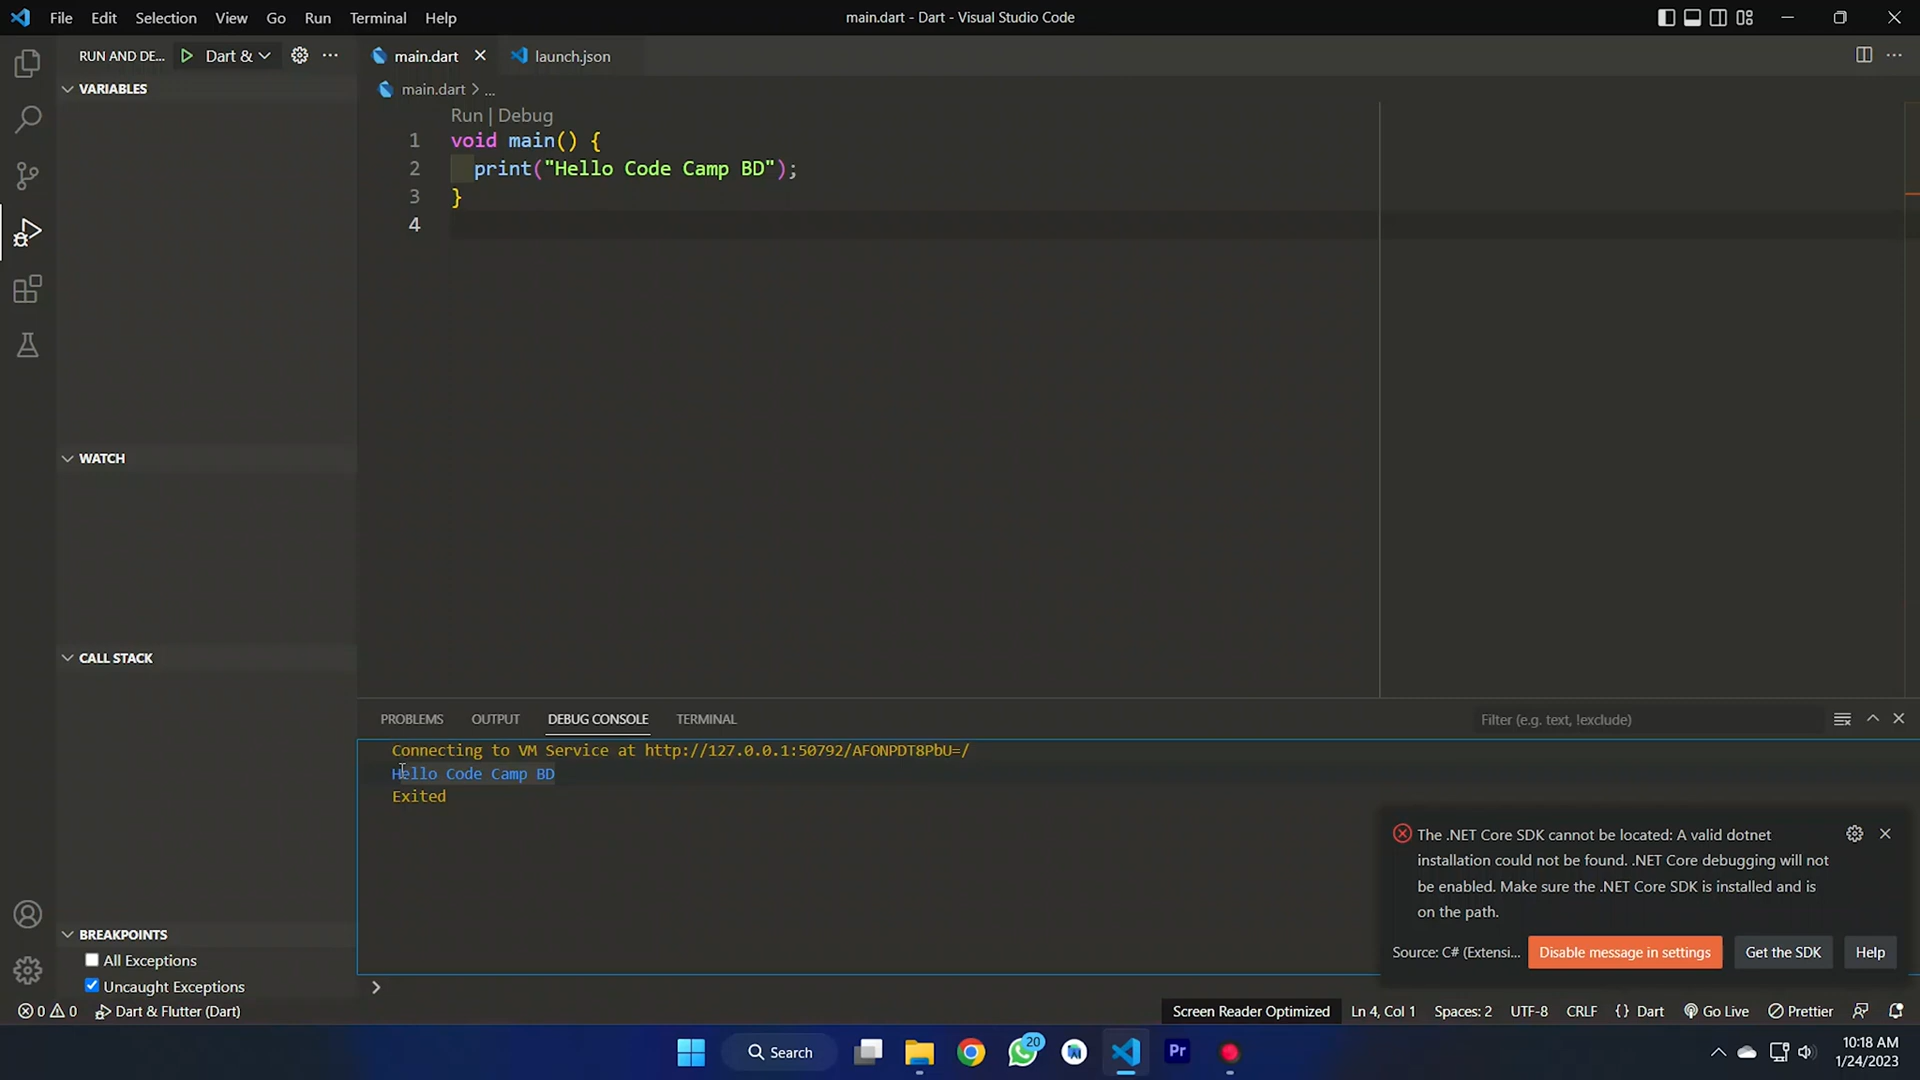 File Edit Selection View Go Run Terminal Help
main.dart - Dart - Visual Studio Code
RUN AND DE...
Dart &
main.dart
launch.json
VARIABLES
main.dart > ...
Run | Debug
1 void main() {
2 print("Hello Code Camp BD");
3 }
4
WATCH
CALL STACK
BREAKPOINTS
All Exceptions
Uncaught Exceptions
PROBLEMS OUTPUT DEBUG CONSOLE TERMINAL
Filter (e.g. text, !exclude)
Connecting to VM Service at http://127.0.0.1:50792/AFONPDT8PbU=/
Hello Code Camp BD
Exited
The .NET Core SDK cannot be located: A valid dotnet
installation could not be found. .NET Core debugging will not
be enabled. Make sure the .NET Core SDK is installed and is
on the path.
Source: C# (Extensi...
Disable message in settings
Get the SDK
Help
0 0 Dart & Flutter (Dart)
Screen Reader Optimized Ln 4, Col 1 Spaces: 2 UTF-8 CRLF {} Dart Go Live Prettier
Search
20
Pr
10:18 AM
1/24/2023